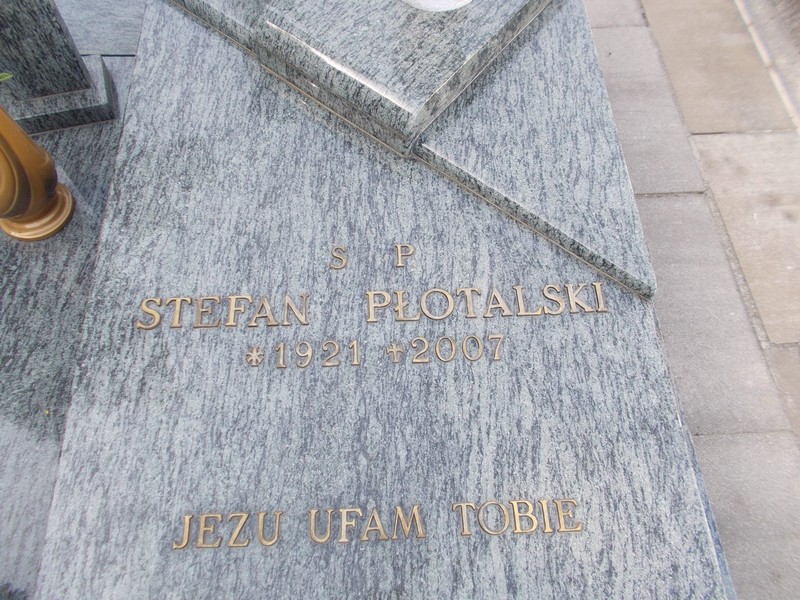 S P
STEFAN PŁOTALSKI
*1921 +2007
JEZU UFAM TOBIE